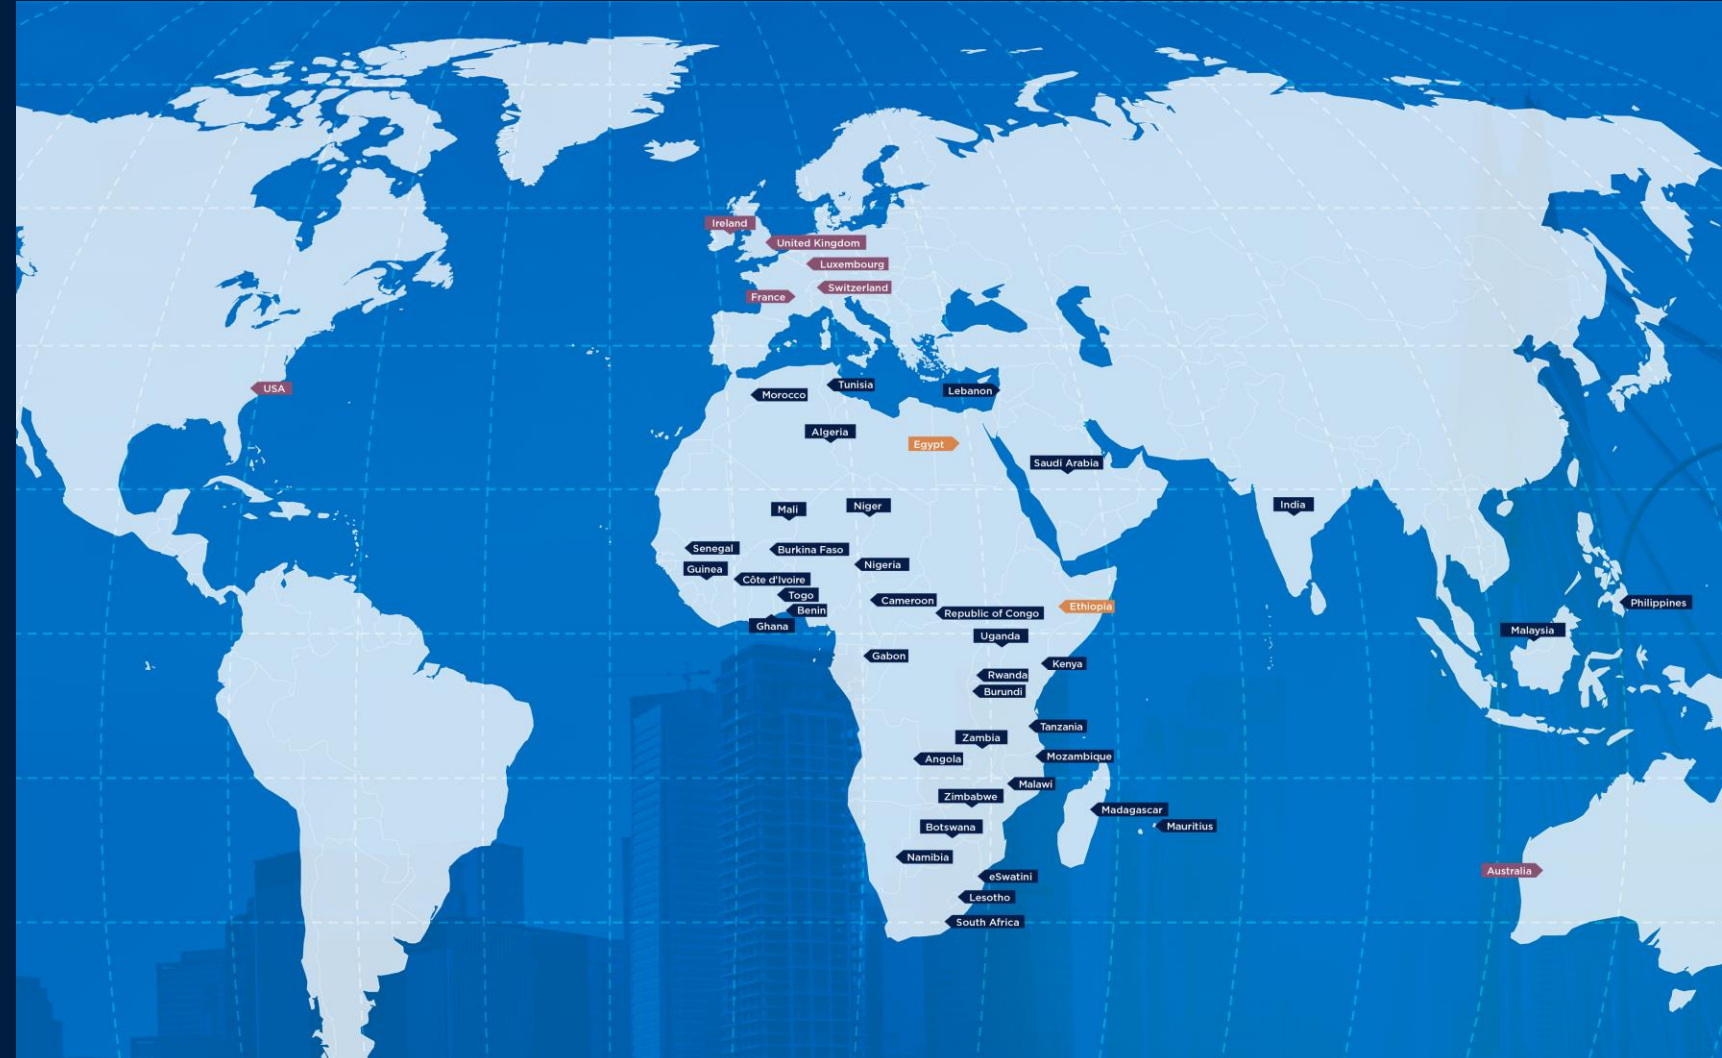 Ireland
United Kingdom
Luxembourg
Switzerland
France
USA
Tunisia
Lebanon
Morocco
Algeria
Egypt
Saudi Arabia
India
Mali
Niger
Senegal
Burkina Faso
Nigeria
Guinea
Côte d'Ivoire
Togo
Cameroon
Ethiopia
Philippines
Benin
Republic of Congo
Ghana
Malaysia
Uganda
Gabon
Kenya
Rwanda
Burundi
Tanzania
Zambia
Mozambique
Angola
Malawi
Zimbabwe
Madagascar
Botswana
Mauritius
Namibia
Australia
eSwatini
Lesotho
South Africa